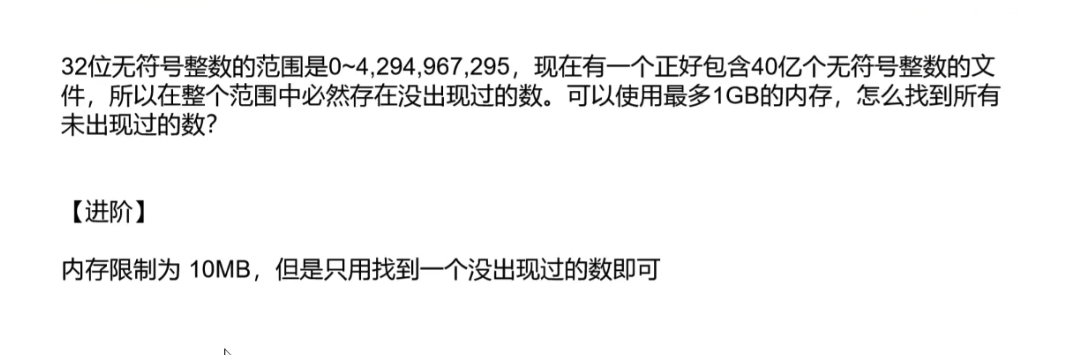 32位无符号整数的范围是0~4,294,967,295，现在有一个正好包含40亿个无符号整数的文
件，所以在整个范围中必然存在没出现过的数。可以使用最多1GB的内存，怎么找到所有
未出现过的数？
【进阶】
内存限制为 10MB，但是只用找到一个没出现过的数即可